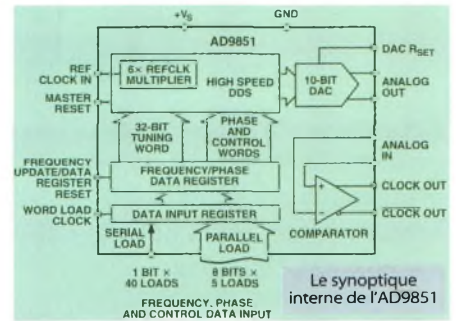 +VS
GND
AD9851
REF
CLOCK IN
6× REFCLK
MULTIPLIER
HIGH SPEED
DDS
10-BIT
DAC
DAC RSET
ANALOG
OUT
MASTER
RESET
32-BIT
TUNING
WORD
PHASE
AND
CONTROL
WORDS
ANALOG
IN
FREQUENCY
UPDATE/DATA
REGISTER
RESET
FREQUENCY/PHASE
DATA REGISTER
+
–
CLOCK OUT
CLOCK OUT
COMPARATOR
WORD LOAD
CLOCK
DATA INPUT REGISTER
SERIAL
LOAD
PARALLEL
LOAD
1 BIT ×
40 LOADS
8 BITS ×
5 LOADS
FREQUENCY, PHASE
AND CONTROL DATA INPUT
Le synoptique
interne de l'AD9851